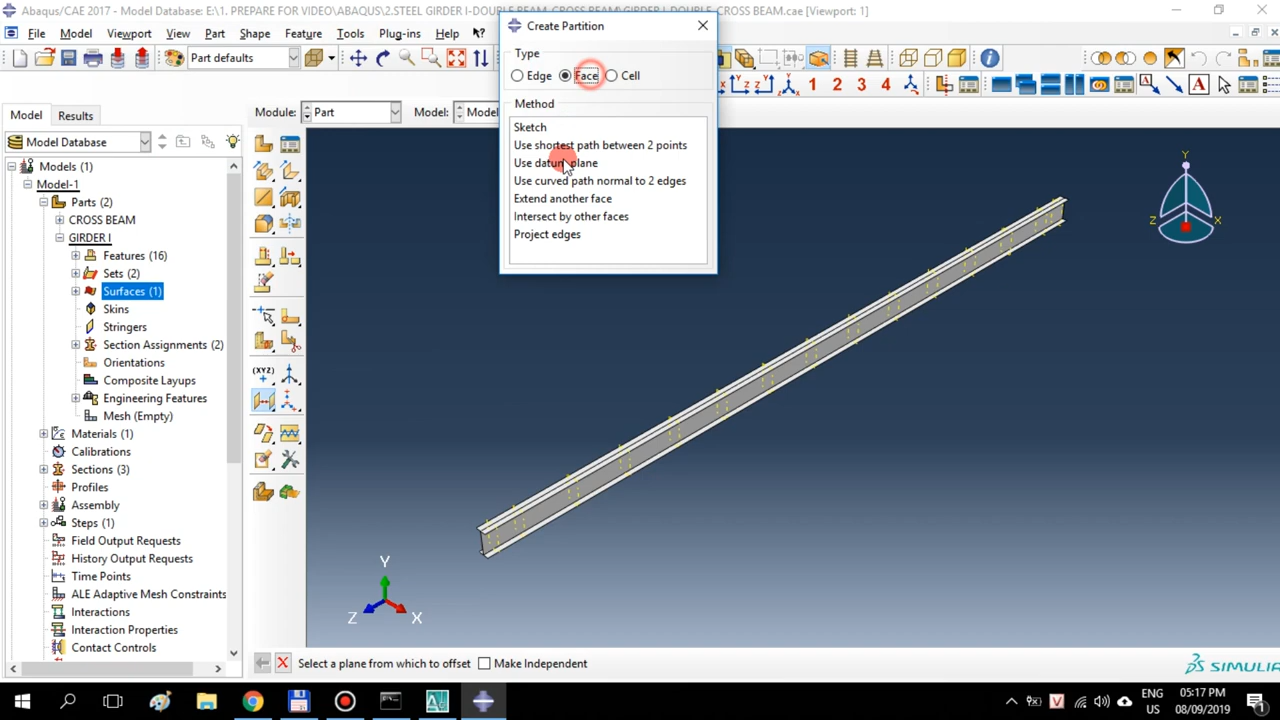 Abaqus/CAE 2017 - Model Database: E:\1. PREPARE FOR VIDEO\ABAQUS\2.STEEL GIRDER I-DOUBLE CROSS BEAM\GIRDER I-DOUBLE CROSS BEAM.cae [Viewport: 1]
File Model Viewport View Part Shape Feature Tools Plug-ins Help
Part defaults
1 2 3 4 A
Model Results
Module: Part Model: Model
Model Database
Models (1)
Model-1
Parts (2)
CROSS BEAM
GIRDER I
Features (16)
Sets (2)
Surfaces (1)
Skins
Stringers
Section Assignments (2)
Orientations
Composite Layups
Engineering Features
Mesh (Empty)
Materials (1)
Calibrations
Sections (3)
Profiles
Assembly
Steps (1)
Field Output Requests
History Output Requests
Time Points
ALE Adaptive Mesh Constraints
Interactions
Interaction Properties
Contact Controls
(XYZ)
Create Partition
Type
Edge Face Cell
Method
Sketch
Use shortest path between 2 points
Use datum plane
Use curved path normal to 2 edges
Extend another face
Intersect by other faces
Project edges
Y
Z X
Y
Z X
Select a plane from which to offset Make Independent
SIMULIA
ENG
US
05:17 PM
08/09/2019
1